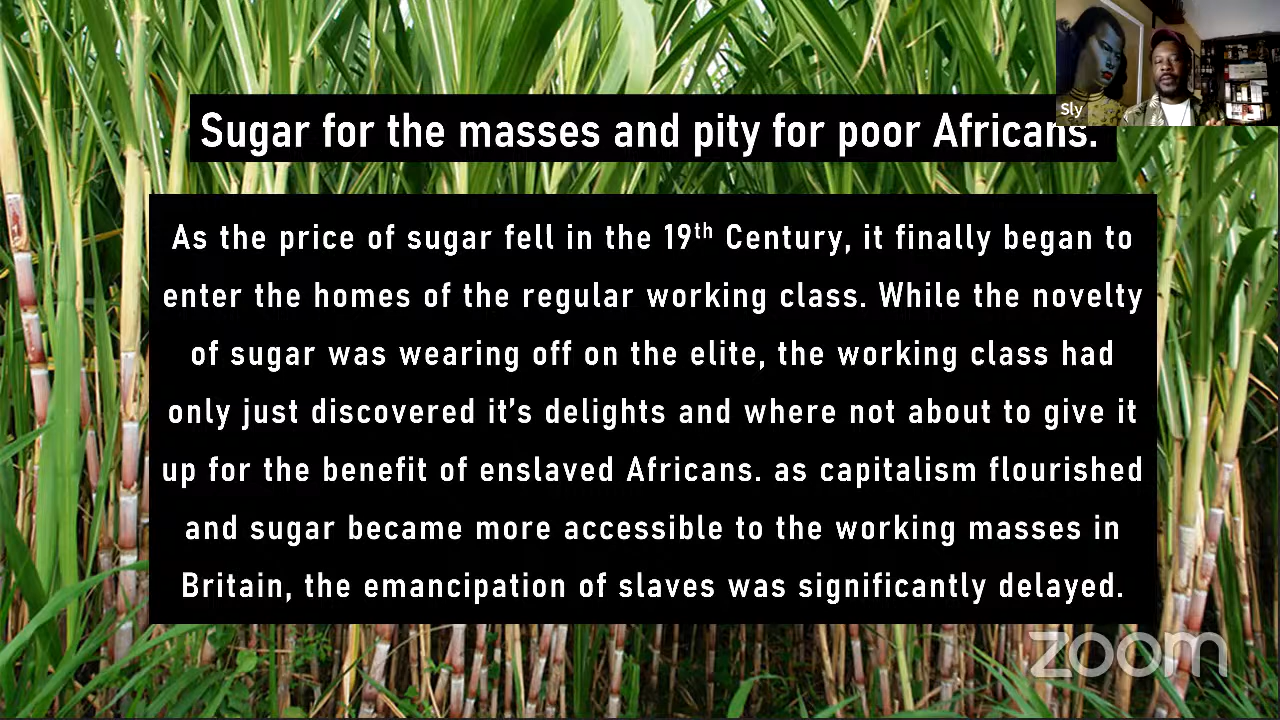 Sugar for the masses and pity for poor Africans.
As the price of sugar fell in the 19th Century, it finally began to
enter the homes of the regular working class. While the novelty
of sugar was wearing off on the elite, the working class had
only just discovered it's delights and where not about to give it
up for the benefit of enslaved Africans. as capitalism flourished
and sugar became more accessible to the working masses in
Britain, the emancipation of slaves was significantly delayed.
Sly
zoom